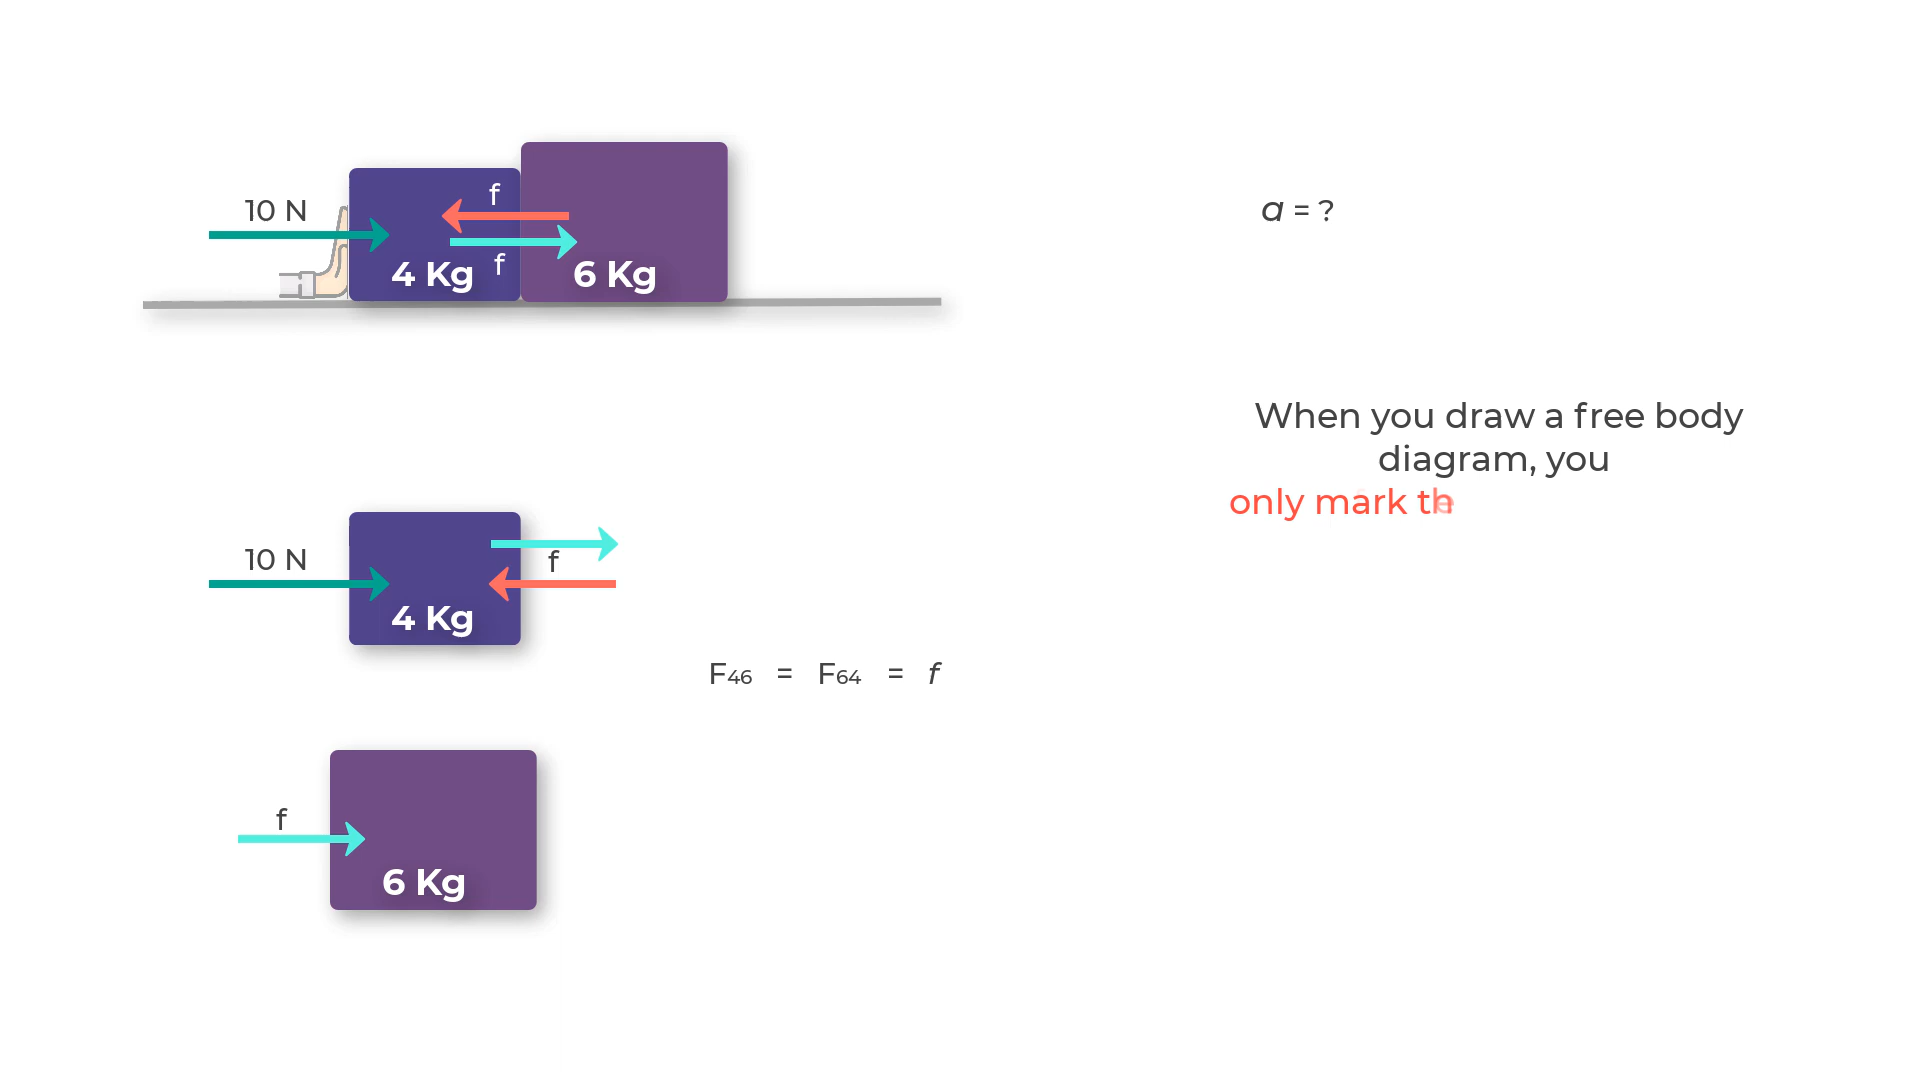 10 N
f
f
4 Kg
6 Kg
a = ?
When you draw a free body
diagram, you
only mark
10 N
f
4 Kg
F46 = F64 = f
f
6 Kg